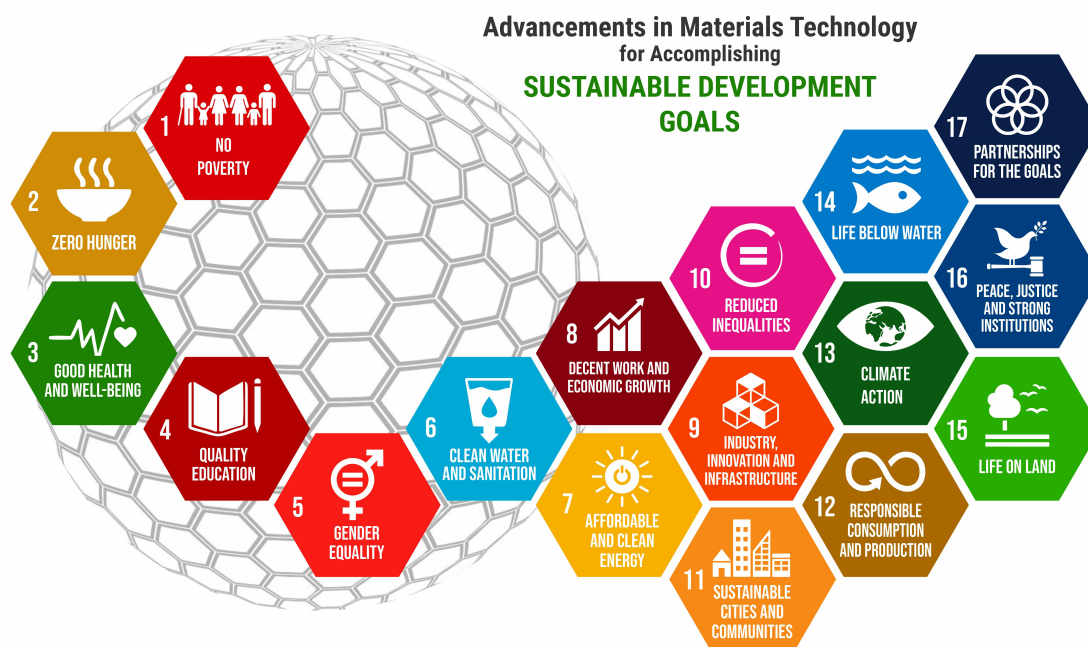 Advancements in Materials Technology
for Accomplishing
SUSTAINABLE DEVELOPMENT
GOALS
1
NO
POVERTY
2
ZERO HUNGER
3
GOOD HEALTH
AND WELL-BEING
4
QUALITY
EDUCATION
5
GENDER
EQUALITY
6
CLEAN WATER
AND SANITATION
7
AFFORDABLE
AND CLEAN
ENERGY
8
DECENT WORK AND
ECONOMIC GROWTH
9
INDUSTRY,
INNOVATION AND
INFRASTRUCTURE
10
REDUCED
INEQUALITIES
11
SUSTAINABLE
CITIES AND
COMMUNITIES
12
RESPONSIBLE
CONSUMPTION
AND PRODUCTION
13
CLIMATE
ACTION
14
LIFE BELOW WATER
15
LIFE ON LAND
16
PEACE, JUSTICE
AND STRONG
INSTITUTIONS
17
PARTNERSHIPS
FOR THE GOALS